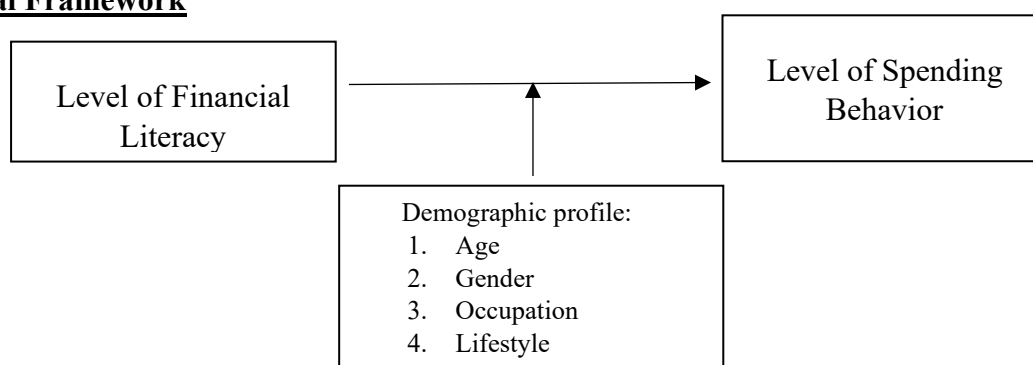 al Framework
Level of Financial
Literacy
Level of Spending
Behavior
Demographic profile:
1. Age
2. Gender
3. Occupation
4. Lifestyle